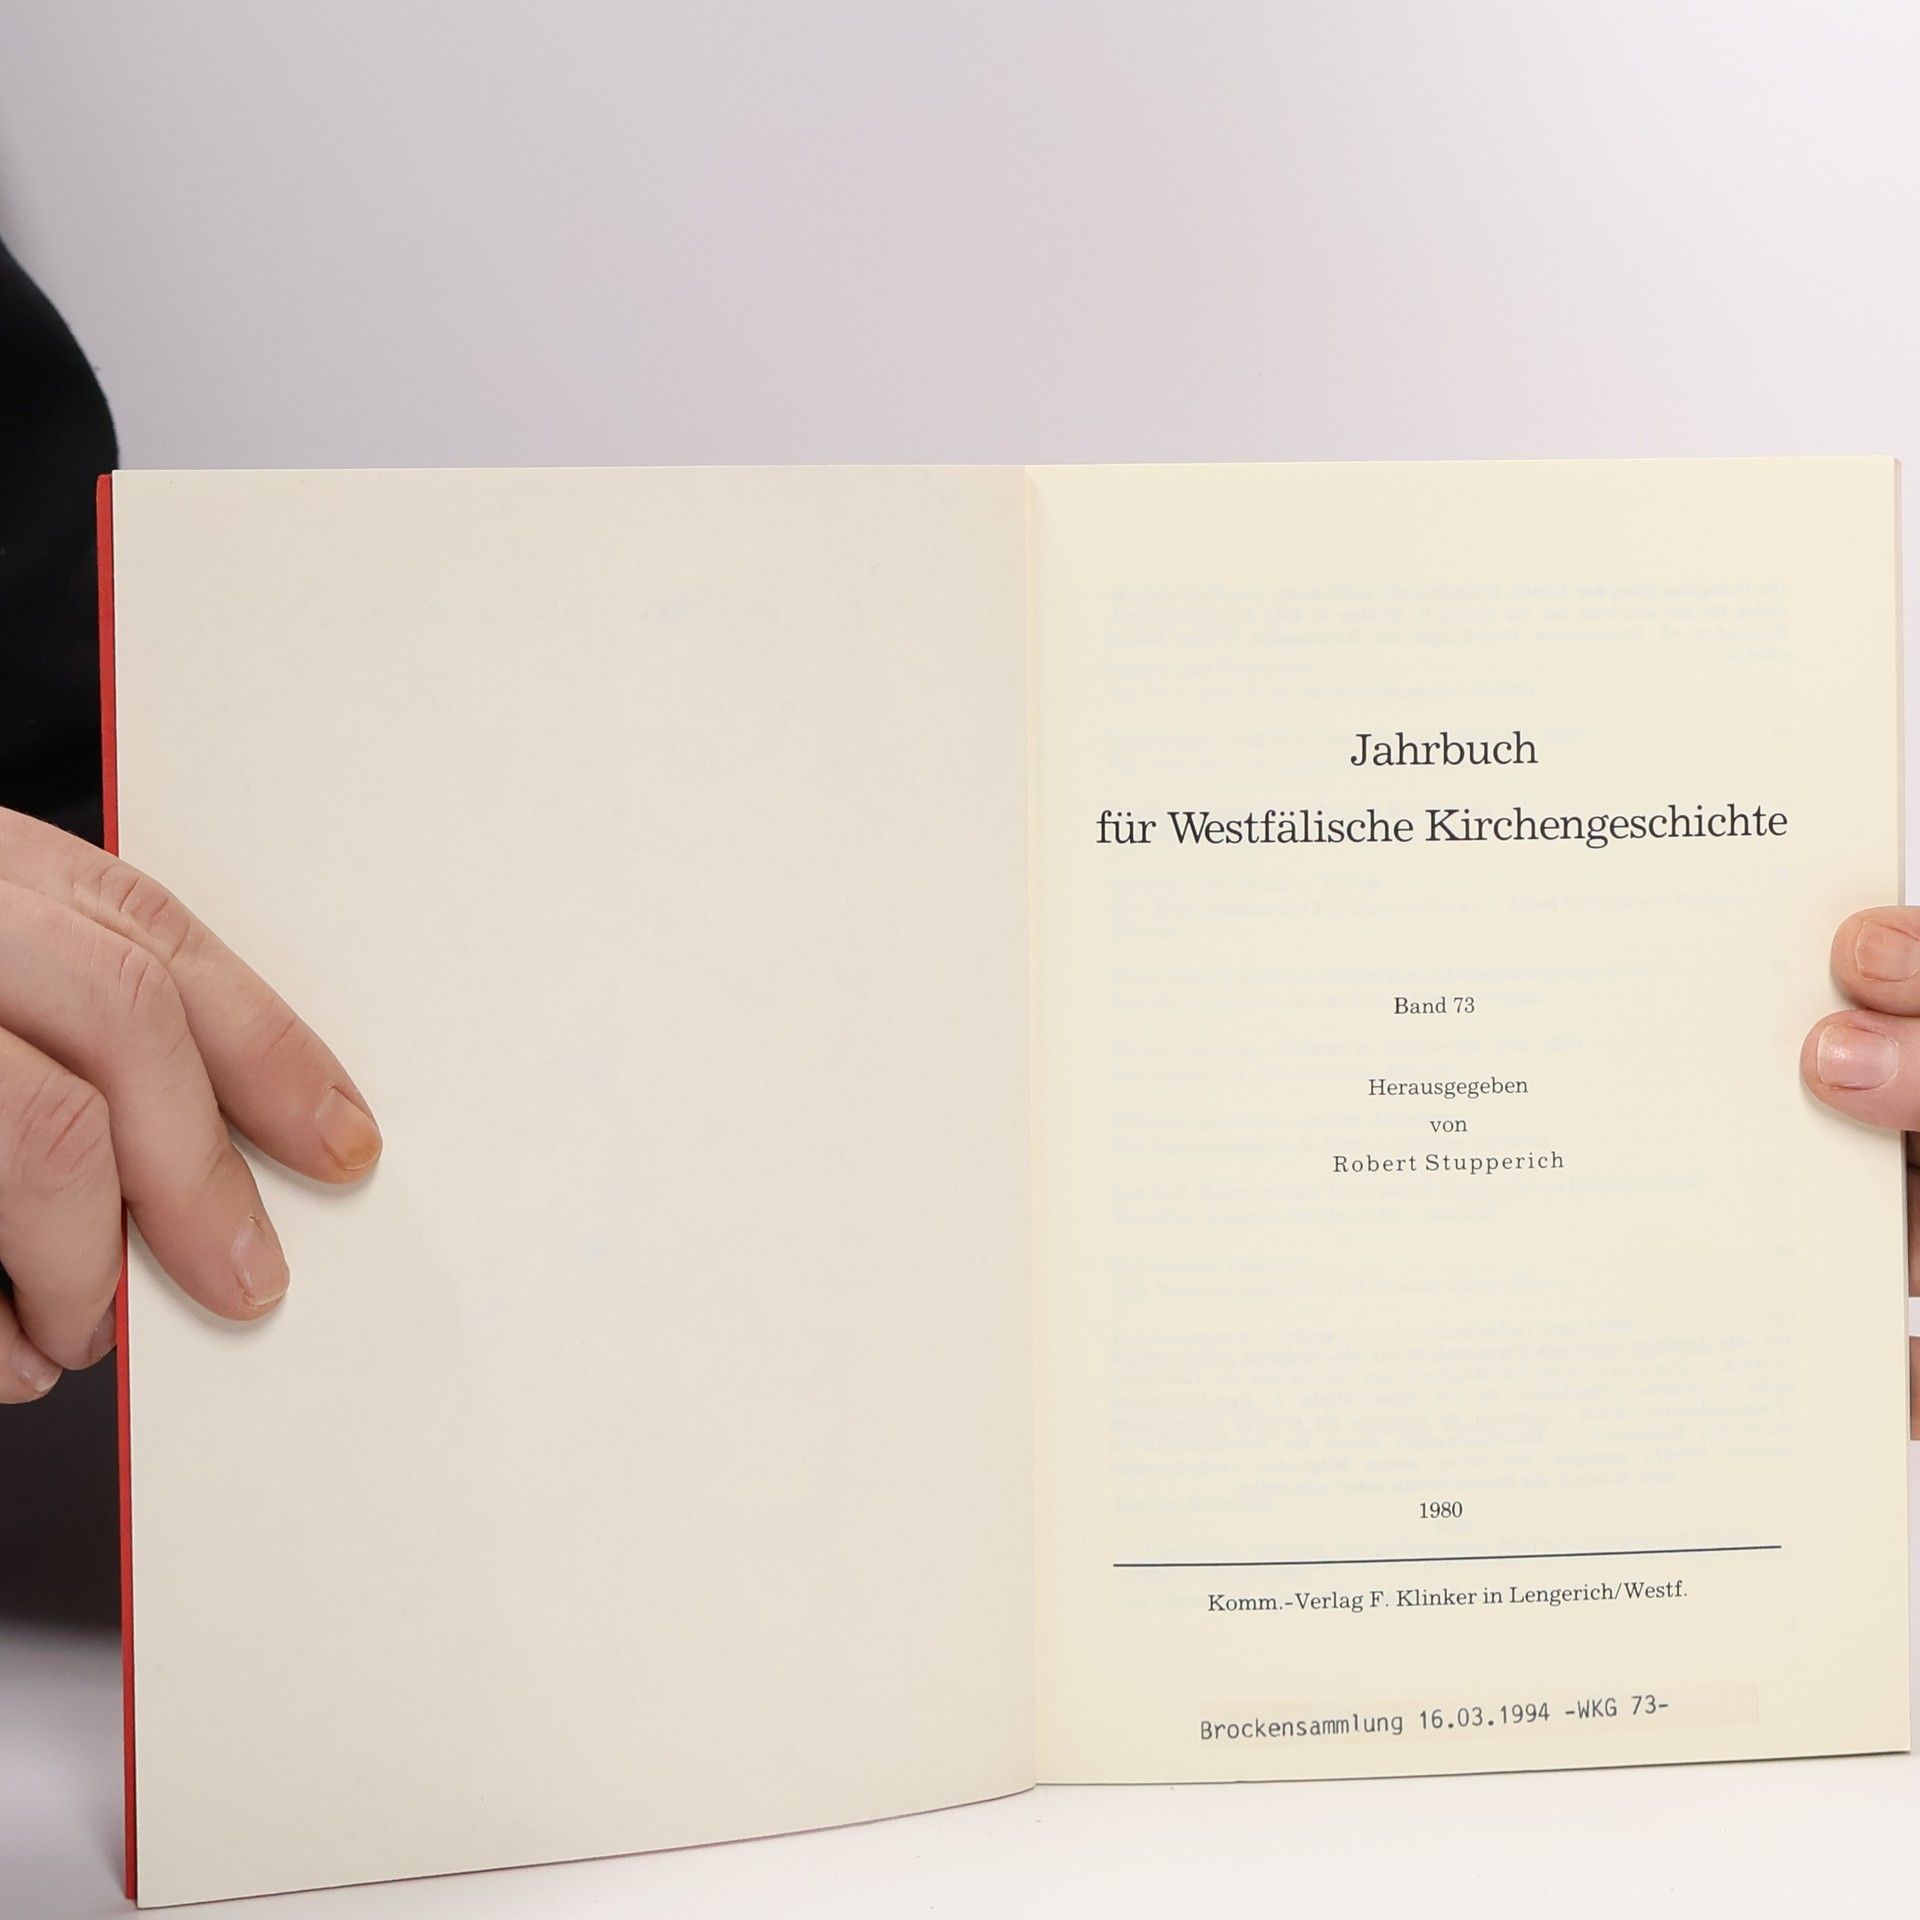 Jahrbuch
für Westfälische Kirchengeschichte
Band 73
Herausgegeben
von
Robert Stupperich
1980
Komm.-Verlag F. Klinker in Lengerich/Westf.
Brockensammlung 16.03.1994 -WKG 73-